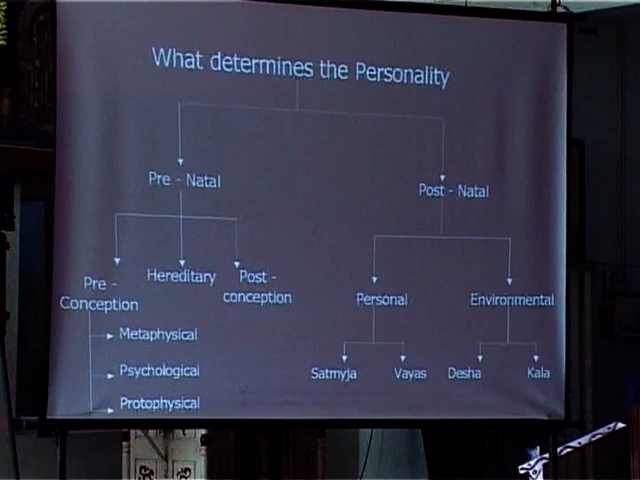 What determines the Personality
Pre - Natal
Post - Natal
Pre -
Conception
Hereditary
Post -
conception
Personal
Environmental
Metaphysical
Psychological
Protophysical
Satmyja
Vayas
Desha
Kala